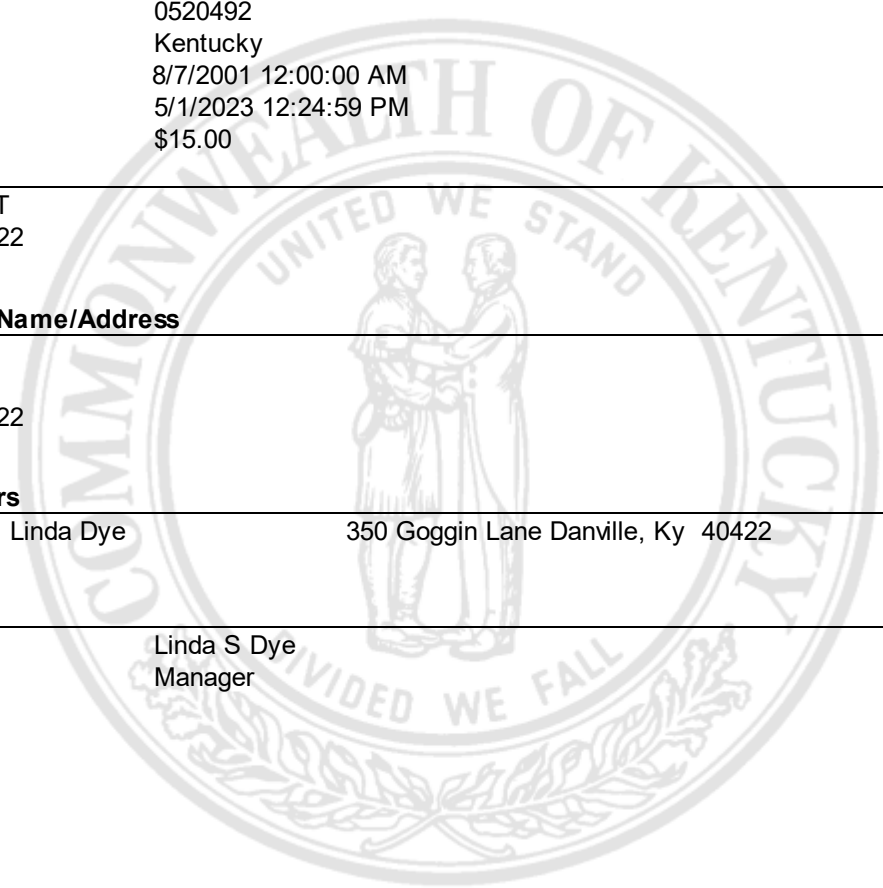 0520492
Kentucky
8/7/2001 12:00:00 AM
5/1/2023 12:24:59 PM
$15.00
T
22
Name/Address
22
rs
Linda Dye 350 Goggin Lane Danville, Ky 40422
Linda S Dye
Manager
COMMONWEALTH OF KENTUCKY
UNITED WE STAND
DIVIDED WE FALL